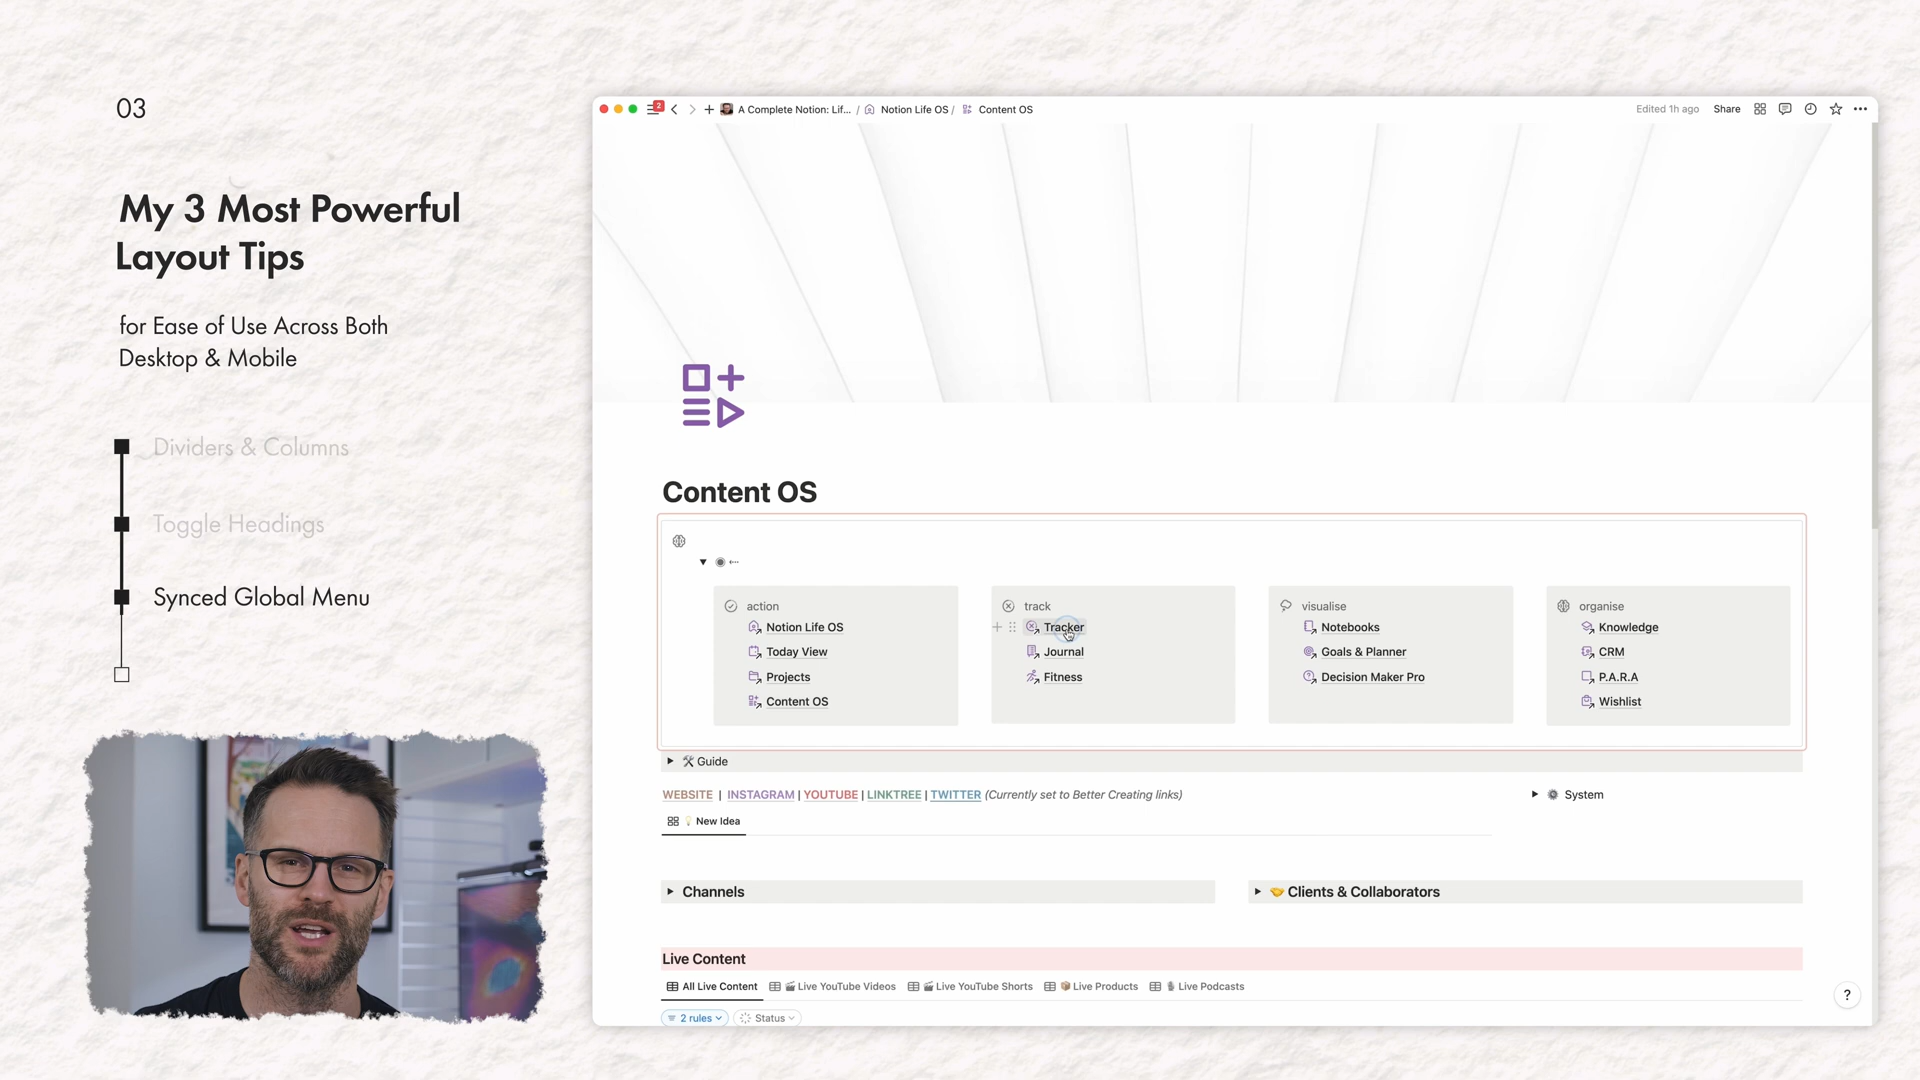 03
My 3 Most Powerful
Layout Tips
for Ease of Use Across Both
Desktop & Mobile
Dividers & Columns
Toggle Headings
Synced Global Menu
2
A Complete Notion: Lif... / Notion Life OS / Content OS
Edited 1h ago Share
Content OS
action
Notion Life OS
Today View
Projects
Content OS
track
Tracker
Journal
Fitness
visualise
Notebooks
Goals & Planner
Decision Maker Pro
organise
Knowledge
CRM
P.A.R.A
Wishlist
Guide
WEBSITE | INSTAGRAM | YOUTUBE | LINKTREE | TWITTER (Currently set to Better Creating links)
System
New Idea
Channels
Clients & Collaborators
Live Content
All Live Content Live YouTube Videos Live YouTube Shorts Live Products Live Podcasts
2 rules Status
?